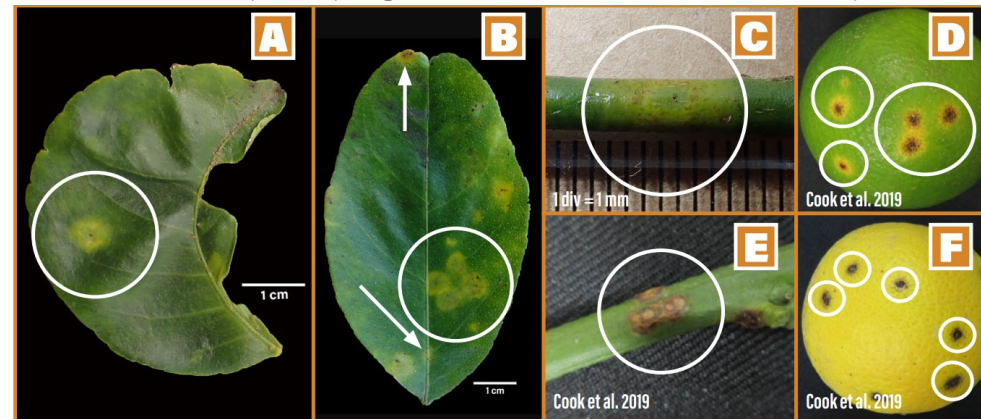 A
B
C
D
1 cm
1 cm
1 div = 1 mm
Cook et al. 2019
E
F
Cook et al. 2019
Cook et al. 2019